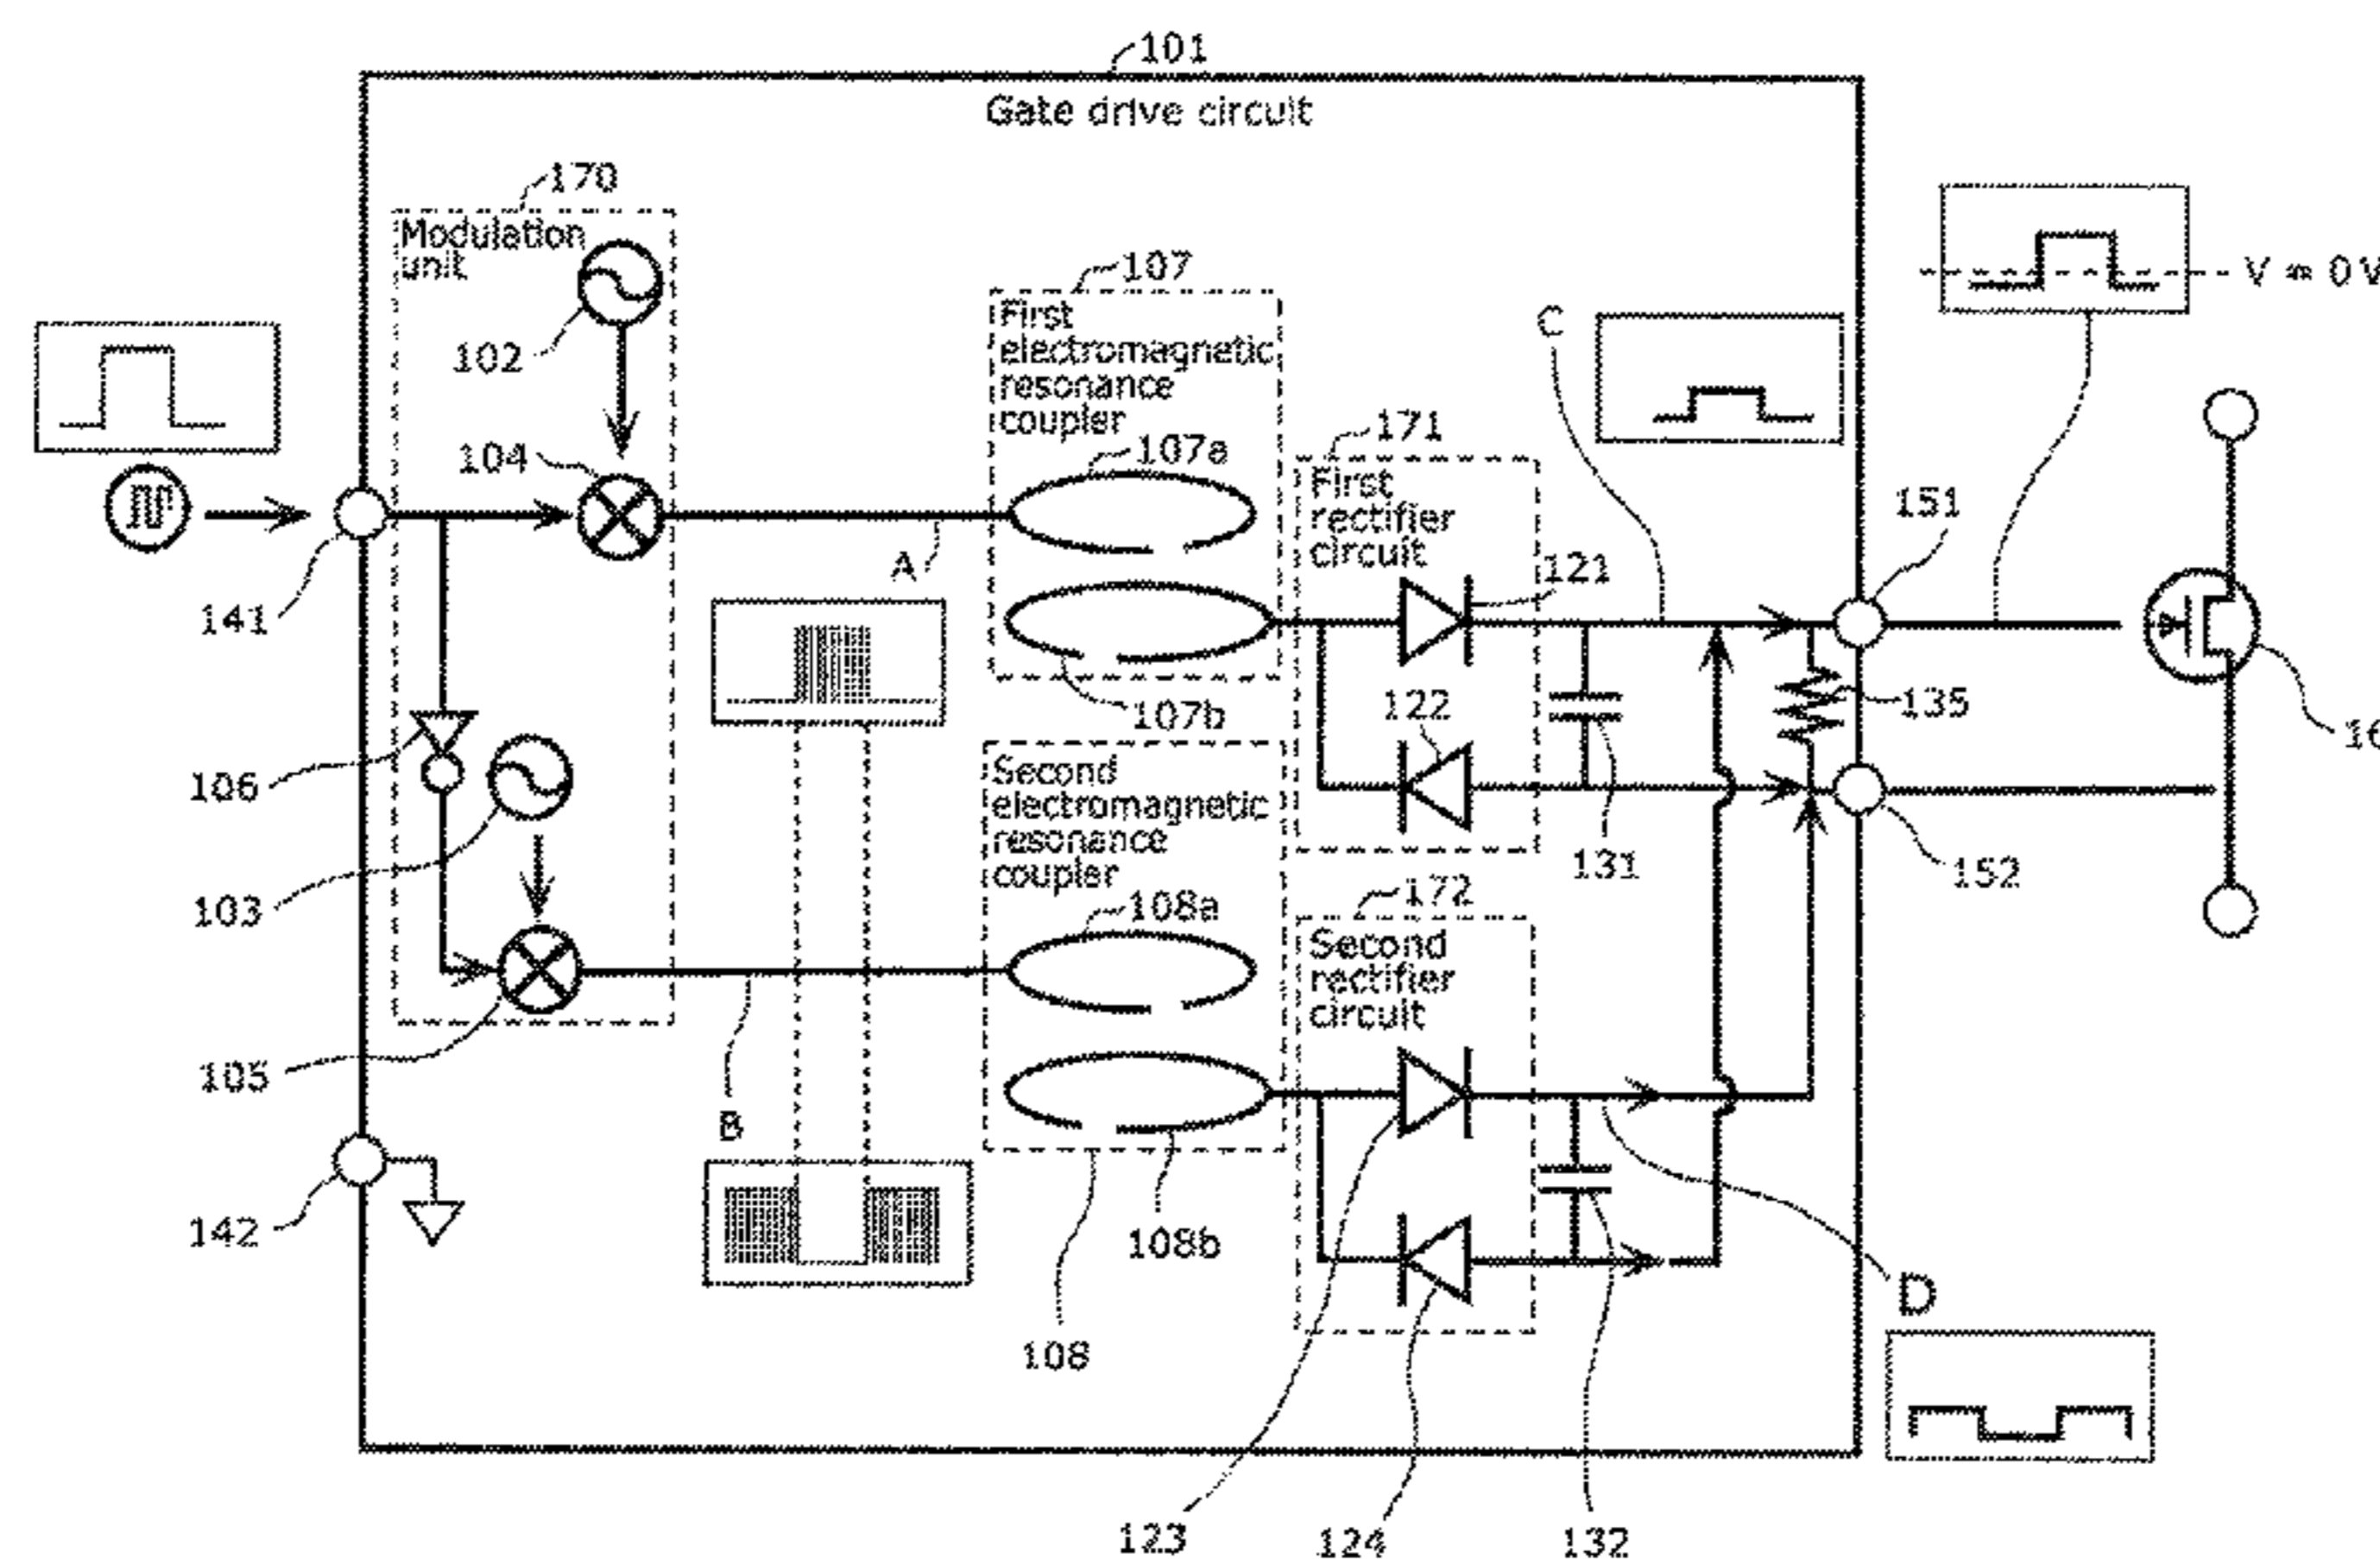 101
Gate drive circuit
170
Modulation
unit
102
107
First
electromagnetic
resonance
coupler
107a
C
V = 0 V
104
171
First
rectifier
circuit
121
151
141
A
107b
122
135
16
106
Second
electromagnetic
resonance
coupler
131
152
103
108a
172
Second
rectifier
circuit
105
B
142
108b
D
108
123
124
132